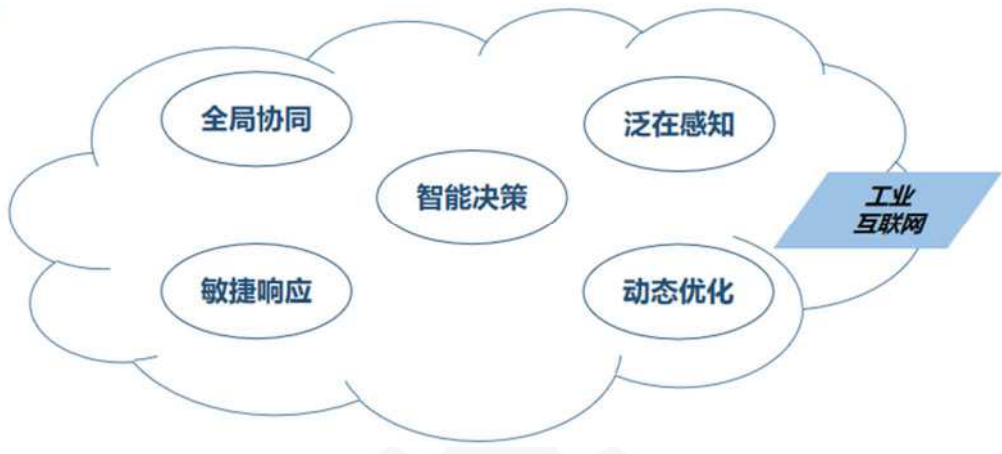 全局协同
泛在感知
智能决策
工业
互联网
敏捷响应
动态优化